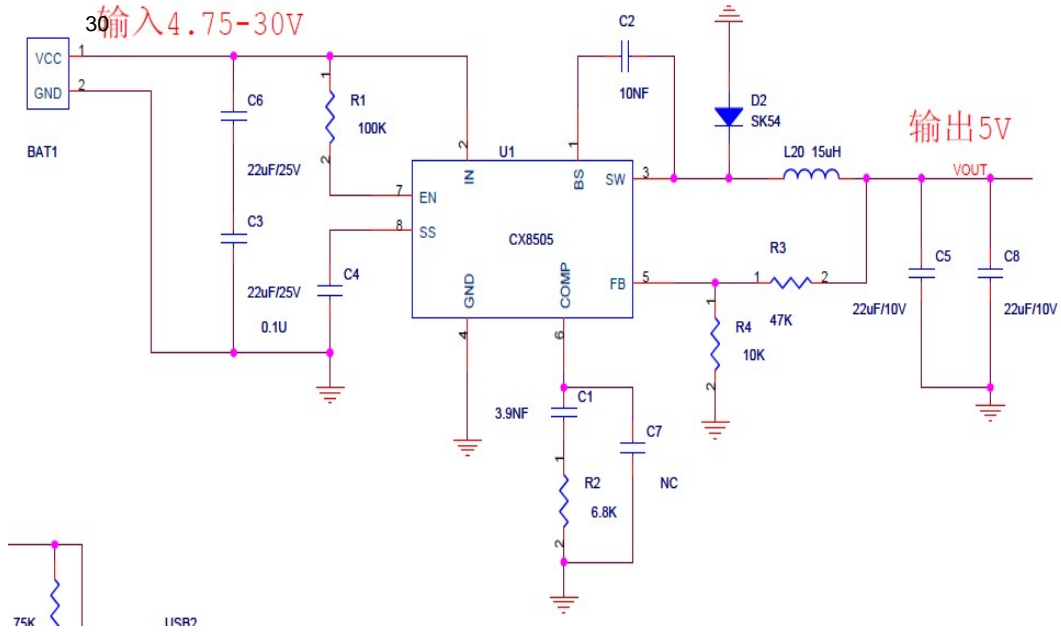 30
输入4.75-30V
VCC
1
GND
2
BAT1
C6
22uF/25V
C3
22uF/25V
0.1U
1
R1
100K
2
C4
7
8
2
1
U1
IN
BS
SW
3
EN
SS
CX8505
GND
COMP
FB
5
4
6
C2
10NF
D2
SK54
输出5V
L20 15uH
VOUT
R3
1
2
47K
1
R4
10K
2
C5
22uF/10V
C8
22uF/10V
C1
3.9NF
1
R2
6.8K
2
C7
NC
75K
USB2